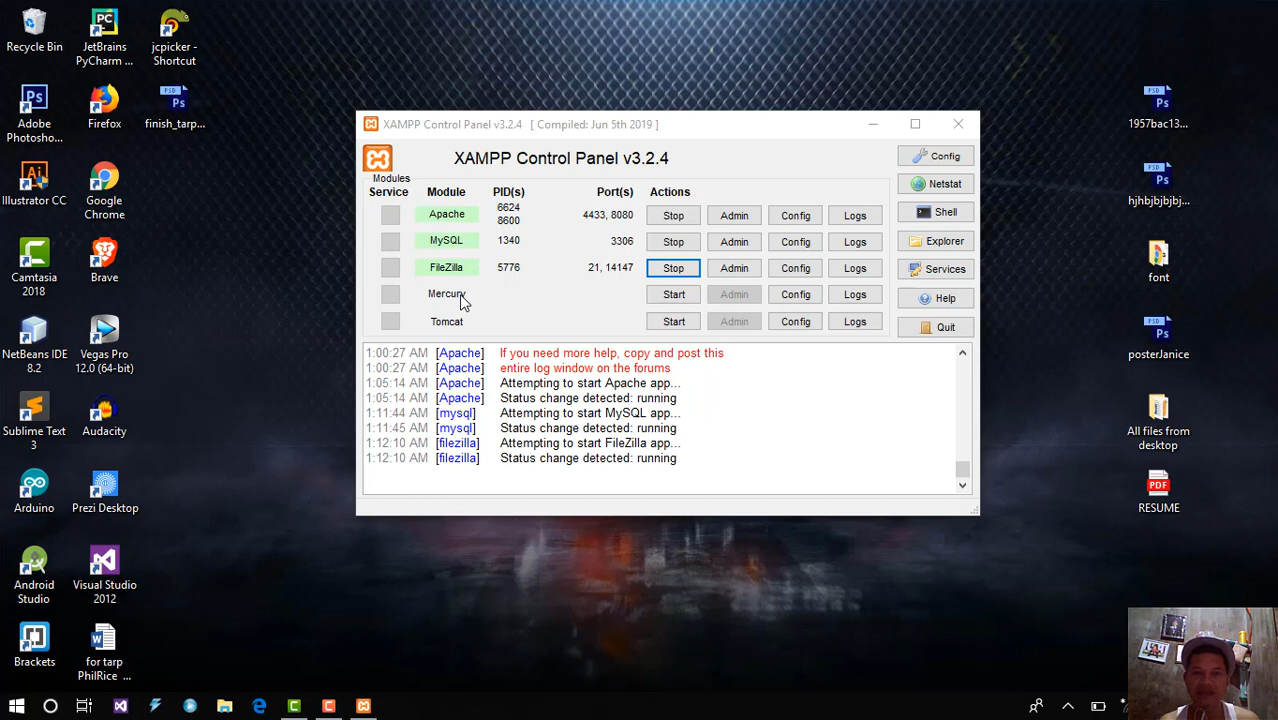 Recycle Bin
JetBrains
PyCharm ...
jcpicker -
Shortcut
Adobe
Photosho...
Firefox
finish_tarp...
Illustrator CC
Google
Chrome
Camtasia
2018
Brave
NetBeans IDE
8.2
Vegas Pro
12.0 (64-bit)
Sublime Text
3
Audacity
Arduino
Prezi Desktop
Android
Studio
Visual Studio
2012
Brackets
for tarp
PhilRice ...
XAMPP Control Panel v3.2.4 [ Compiled: Jun 5th 2019 ]
XAMPP Control Panel v3.2.4
Modules
Service Module PID(s) Port(s) Actions
Apache 6624 8600 4433, 8080 Stop Admin Config Logs
MySQL 1340 3306 Stop Admin Config Logs
FileZilla 5776 21, 14147 Stop Admin Config Logs
Mercury Start Admin Config Logs
Tomcat Start Admin Config Logs
Config
Netstat
Shell
Explorer
Services
Help
Quit
1:00:27 AM [Apache] If you need more help, copy and post this
1:00:27 AM [Apache] entire log window on the forums
1:05:14 AM [Apache] Attempting to start Apache app...
1:05:14 AM [Apache] Status change detected: running
1:11:44 AM [mysql] Attempting to start MySQL app...
1:11:45 AM [mysql] Status change detected: running
1:12:10 AM [filezilla] Attempting to start FileZilla app...
1:12:10 AM [filezilla] Status change detected: running
1957bac13...
hjhbjbjbjbj...
font
posterJanice
All files from
desktop
PDF
RESUME